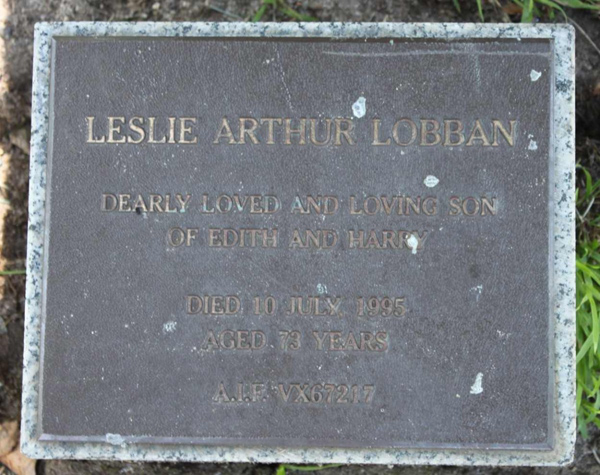 LESLIE ARTHUR LOBBAN
DEARLY LOVED AND LOVING SON
OF EDITH AND HARRY
DIED 10 JULY 1995
AGED 73 YEARS
A.I.F. VX67217